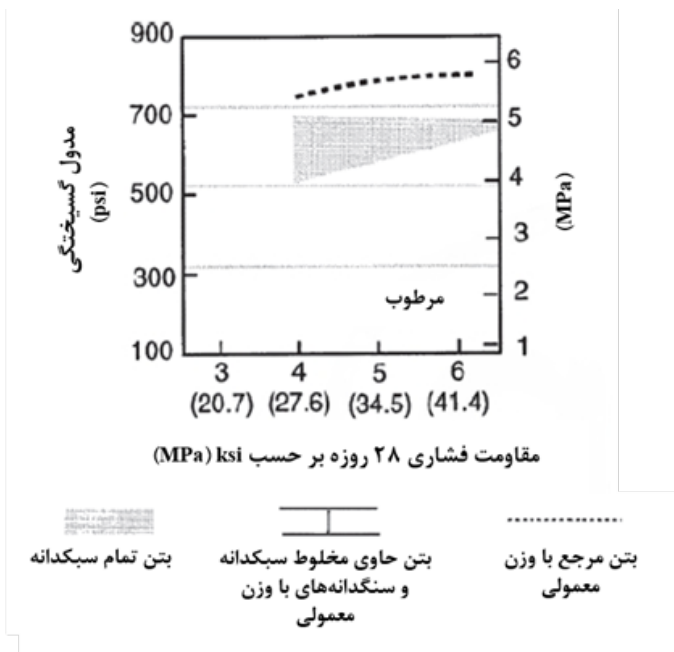 900
700
500
300
100
مدول گسیختگی
(psi)
6
5
4
3
2
1
(MPa)
مرطوب
3 4 5 6
(20.7) (27.6) (34.5) (41.4)
مقاومت فشاری ۲۸ روزه بر حسب ksi (MPa)
بتن مرجع با وزن
معمولی
بتن حاوی مخلوط سبکدانه
و سنگدانه‌های با وزن
معمولی
بتن تمام سبکدانه